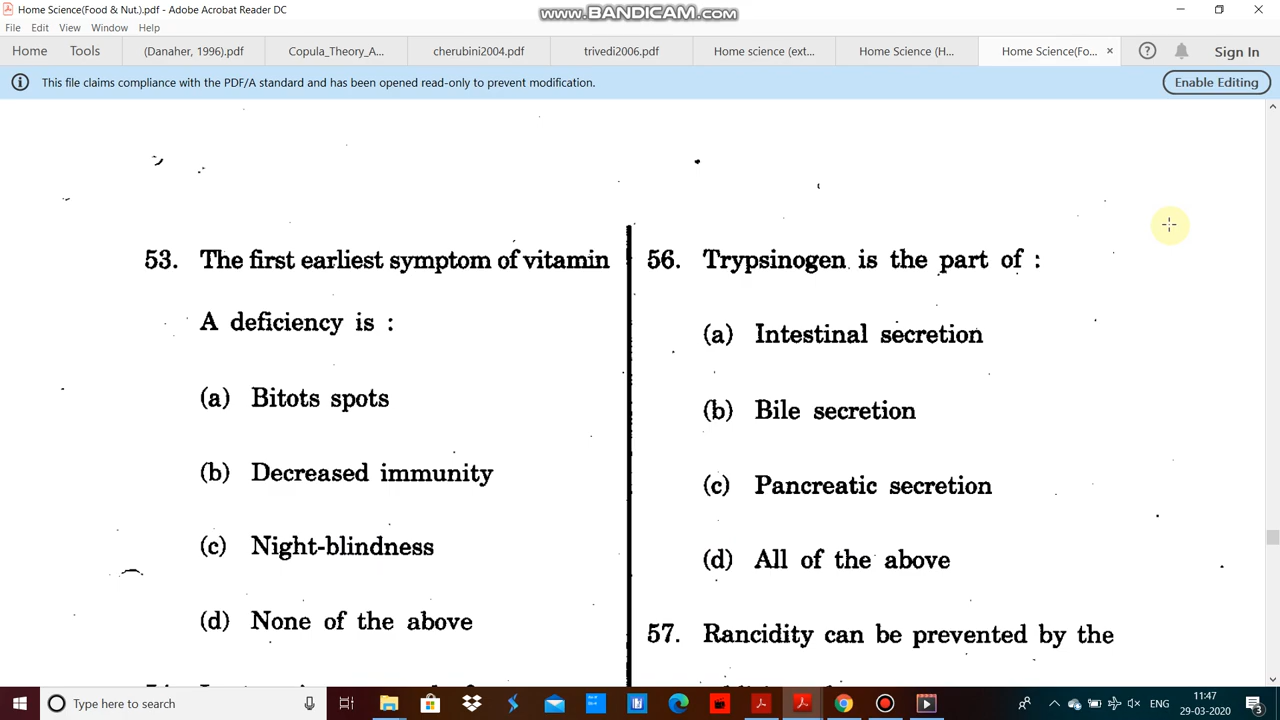 Home Science(Food & Nut.).pdf - Adobe Acrobat Reader DC
www.BANDICAM.com
File Edit View Window Help
Home Tools (Danaher, 1996).pdf Copula_Theory_A... cherubini2004.pdf trivedi2006.pdf Home science (ext... Home Science (H... Home Science(Fo... × Sign In
This file claims compliance with the PDF/A standard and has been opened read-only to prevent modification. Enable Editing
53. The first earliest symptom of vitamin
A deficiency is :
(a) Bitots spots
(b) Decreased immunity
(c) Night-blindness
(d) None of the above
56. Trypsinogen is the part of :
(a) Intestinal secretion
(b) Bile secretion
(c) Pancreatic secretion
(d) All of the above
57. Rancidity can be prevented by the
Type here to search
ENG
11:47
29-03-2020